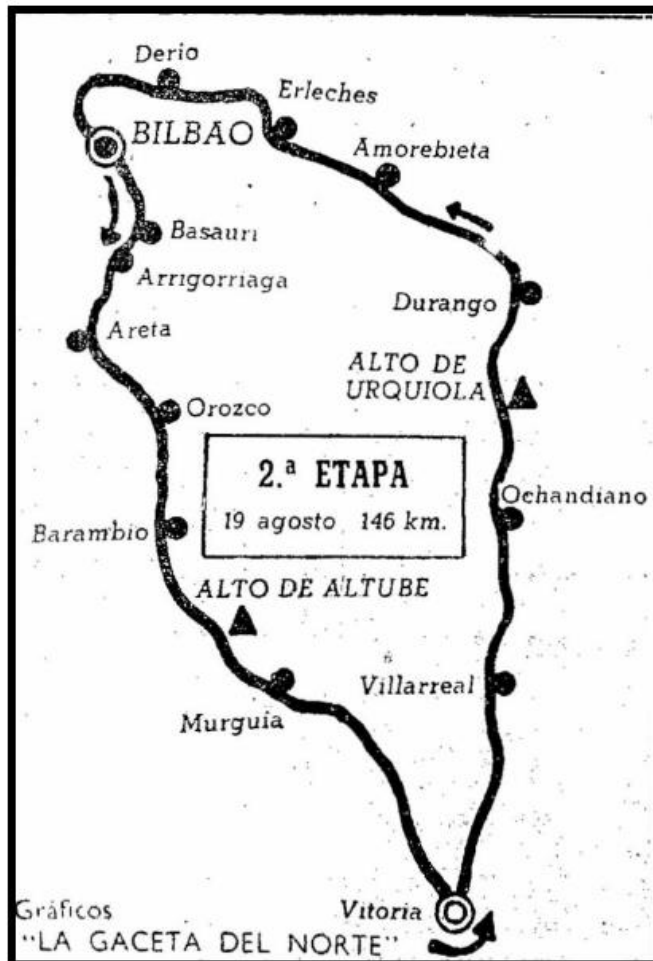 Derio
Erleches
BILBAO
Amorebieta
Basauri
Arrigorriaga
Durango
Areta
ALTO DE
URQUIOLA
Orozco
2.ª ETAPA
19 agosto 146 km.
Ochandiano
Barambio
ALTO DE ALTUBE
Villarreal
Murguia
Vitoria
Gráficos
"LA GACETA DEL NORTE"